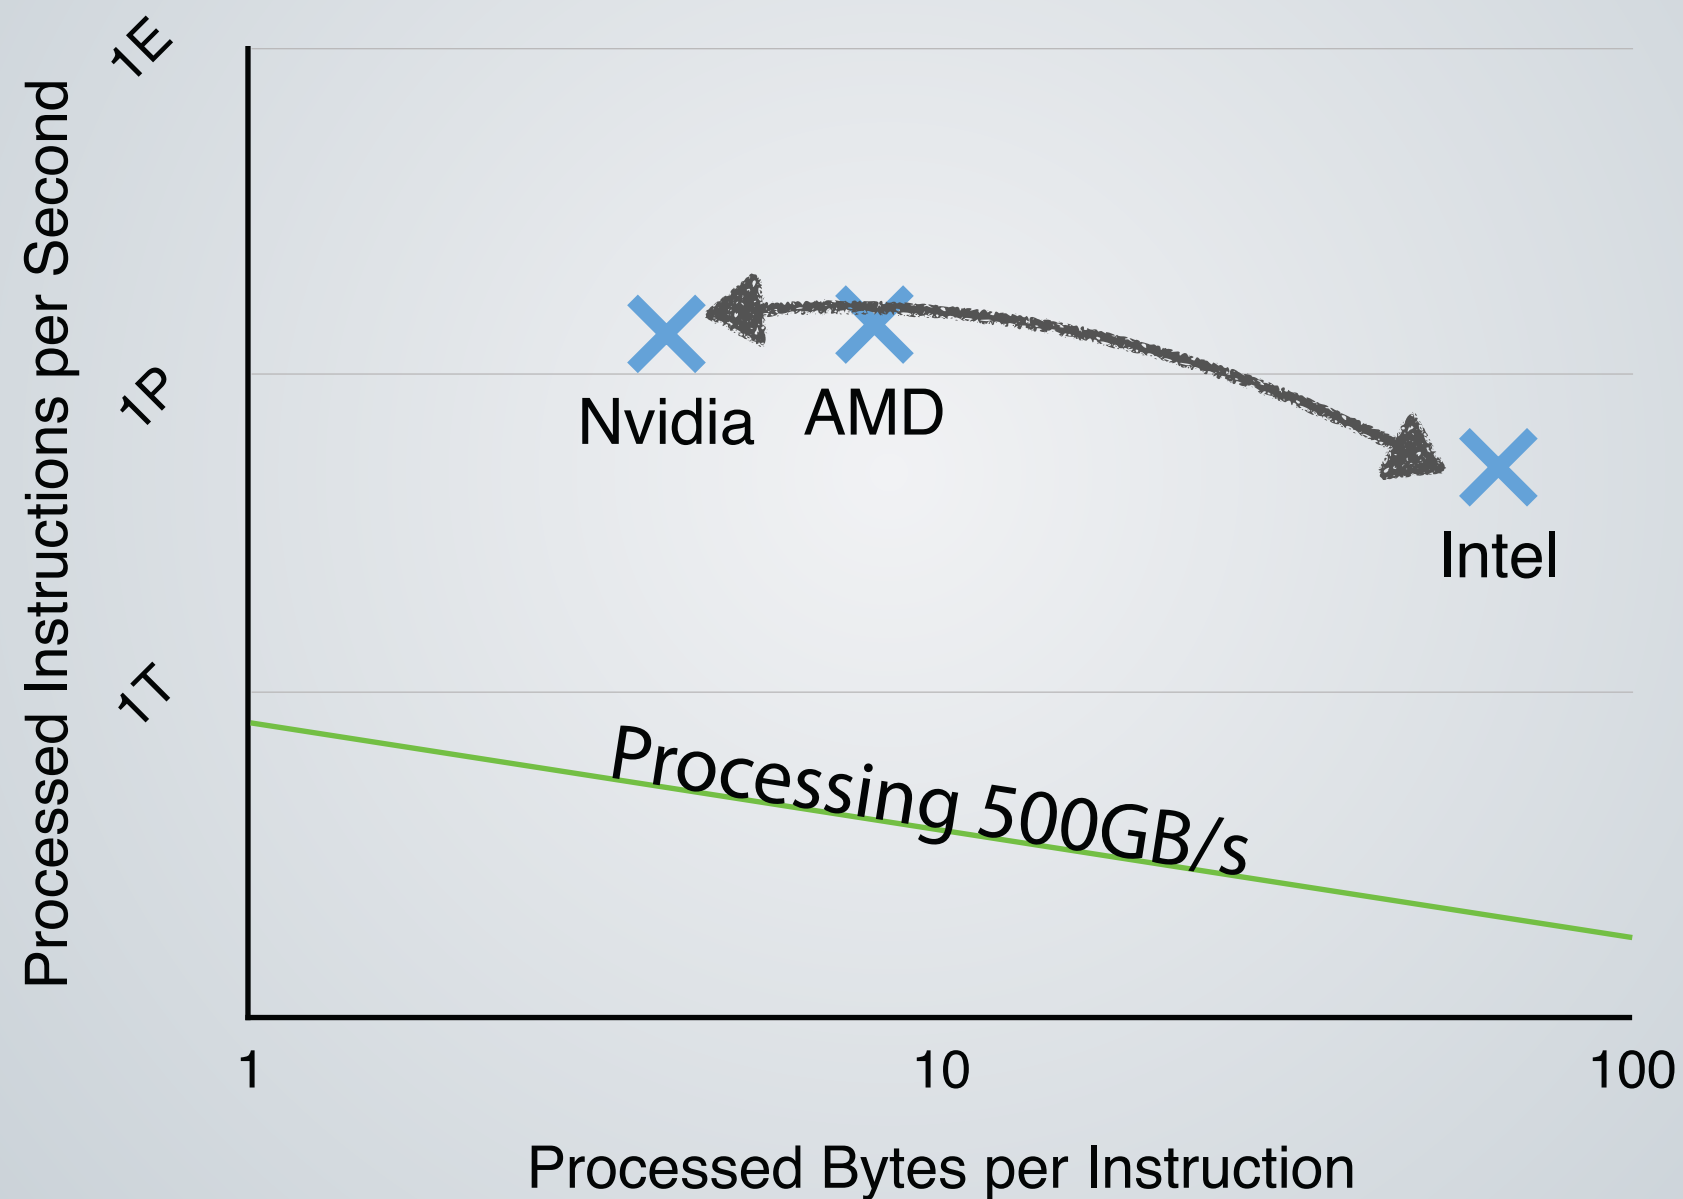 Processed Instructions per Second
1E
1P
1T
Nvidia
AMD
Intel
Processing 500GB/s
1
10
100
Processed Bytes per Instruction